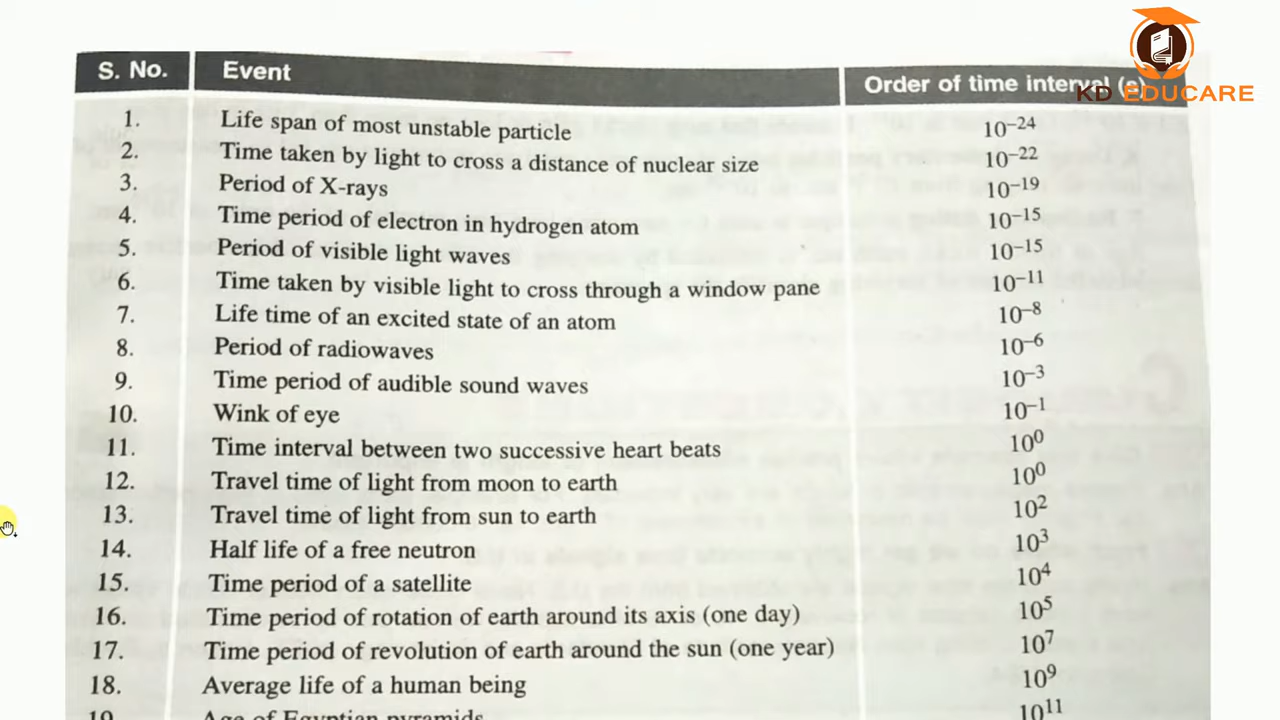 S. No. Event Order of time interval (s)
KD EDUCARE
1. Life span of most unstable particle 10⁻²⁴
2. Time taken by light to cross a distance of nuclear size 10⁻²²
3. Period of X-rays 10⁻¹⁹
4. Time period of electron in hydrogen atom 10⁻¹⁵
5. Period of visible light waves 10⁻¹⁵
6. Time taken by visible light to cross through a window pane 10⁻¹¹
7. Life time of an excited state of an atom 10⁻⁸
8. Period of radiowaves 10⁻⁶
9. Time period of audible sound waves 10⁻³
10. Wink of eye 10⁻¹
11. Time interval between two successive heart beats 10⁰
12. Travel time of light from moon to earth 10⁰
13. Travel time of light from sun to earth 10²
14. Half life of a free neutron 10³
15. Time period of a satellite 10⁴
16. Time period of rotation of earth around its axis (one day) 10⁵
17. Time period of revolution of earth around the sun (one year) 10⁷
18. Average life of a human being 10⁹
19. Age of Egyptian pyramids 10¹¹